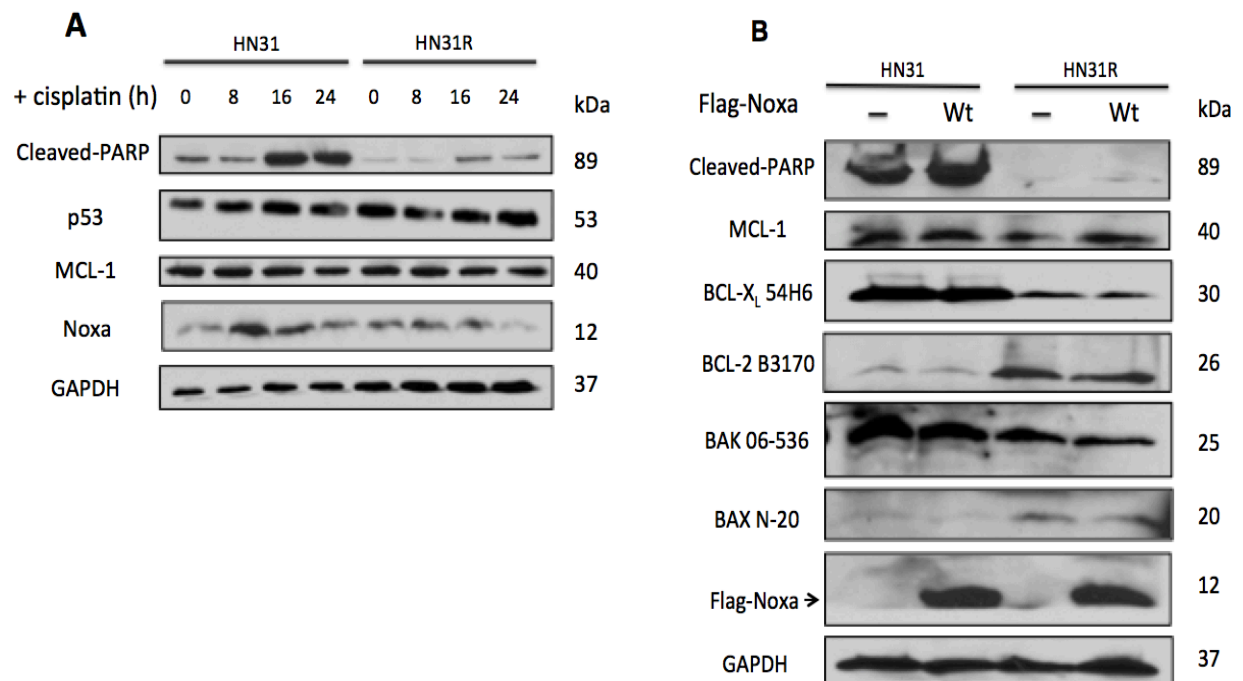 A
HN31 HN31R
+ cisplatin (h) 0 8 16 24 0 8 16 24 kDa
Cleaved-PARP 89
p53 53
MCL-1 40
Noxa 12
GAPDH 37
B
HN31 HN31R
Flag-Noxa – Wt – Wt kDa
Cleaved-PARP 89
MCL-1 40
BCL-XL 54H6 30
BCL-2 B3170 26
BAK 06-536 25
BAX N-20 20
Flag-Noxa 12
GAPDH 37